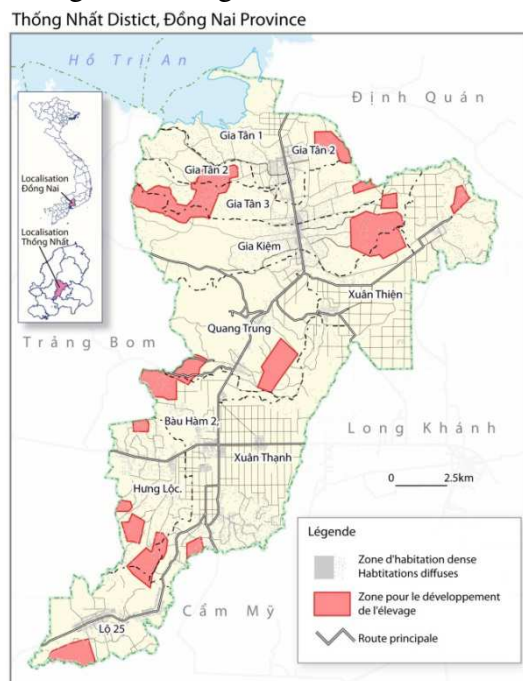 Thống Nhất Distict, Đồng Nai Province
Hồ Trị An
Định Quán
Gia Tân 1
Gia Tân 2
Gia Tân 2
Localisation
Đồng Nai
Gia Tân 3
Localisation
Thống Nhất
Gia Kiệm
Xuân Thiện
Quang Trung
Trảng Bom
Bàu Hàm 2,
Long Khánh
Xuân Thạnh
0 2.5km
Hưng Lộc.
Légende
Zone d'habitation dense
Habtitations diffuses
Zone pour le développement
de l'élevage
Cẩm Mỹ
Lộ 25
Route principale